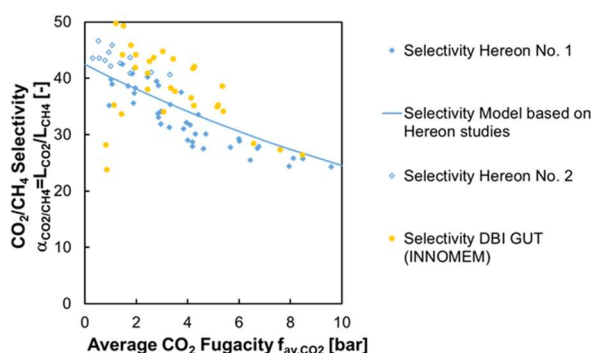 50
40
30
20
10
0
0 2 4 6 8 10
CO2/CH4 Selectivity
αCO2/CH4=LCO2/LCH4 [-]
Average CO2 Fugacity fav,CO2 [bar]
Selectivity Hereon No. 1
Selectivity Model based on
Hereon studies
Selectivity Hereon No. 2
Selectivity DBI GUT
(INNOMEM)